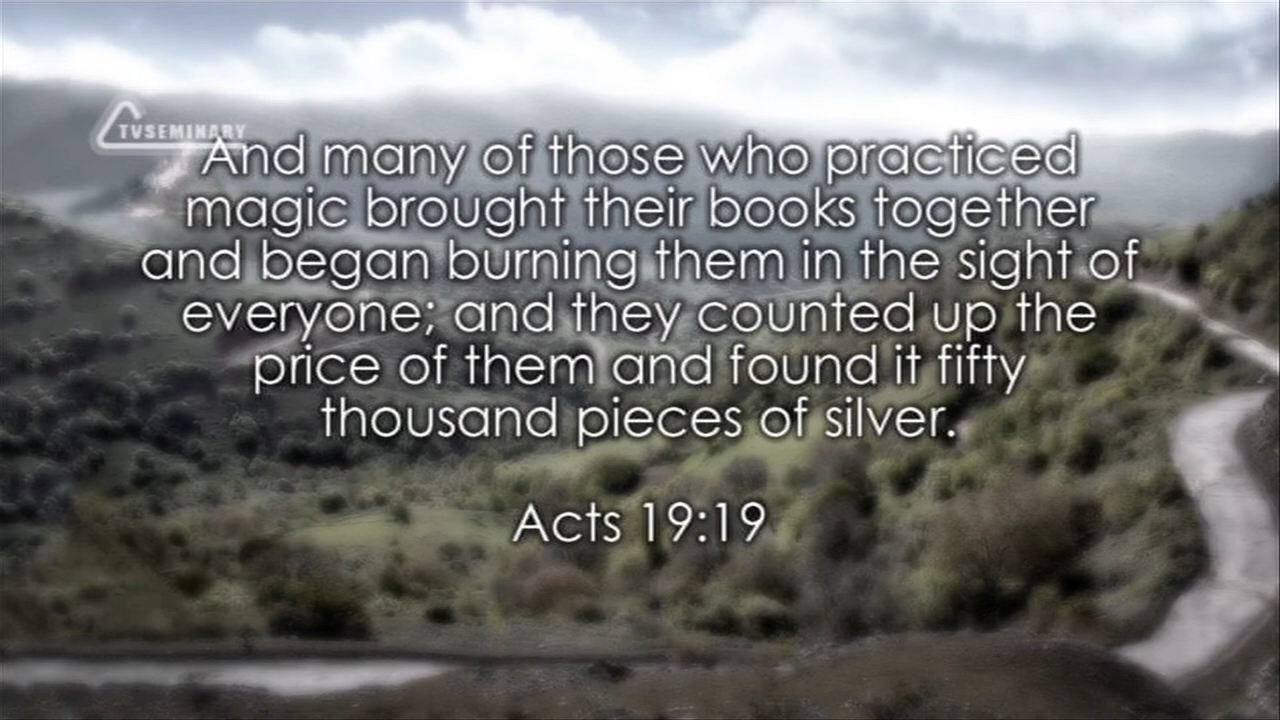 TVSEMINARY
And many of those who practiced
magic brought their books together
and began burning them in the sight of
everyone; and they counted up the
price of them and found it fifty
thousand pieces of silver.
Acts 19:19